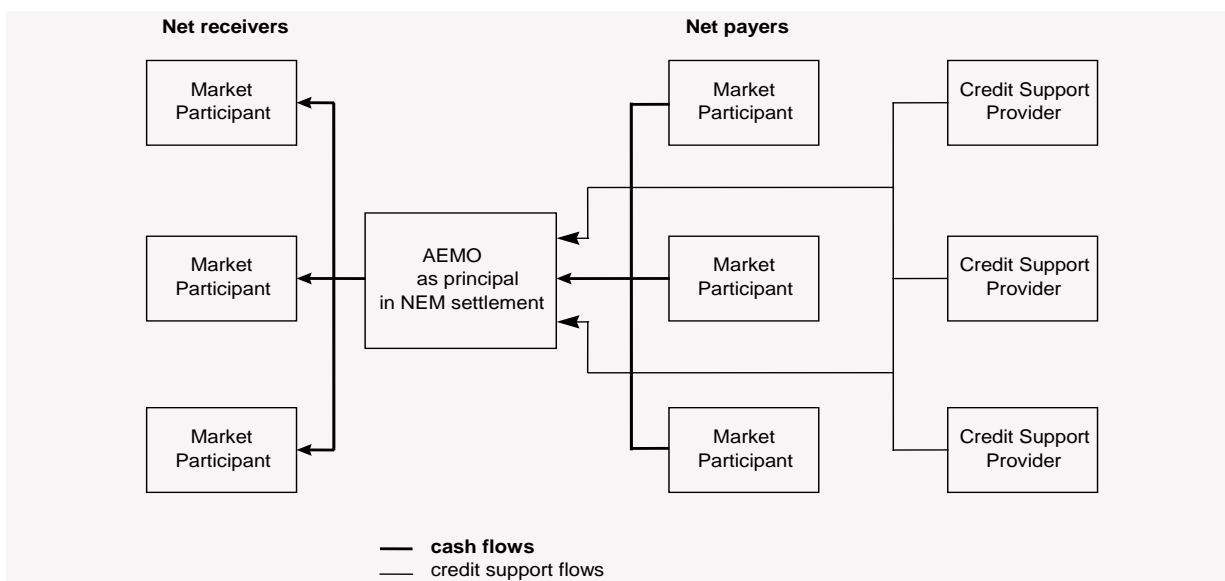 Net receivers
Net payers
Market
Participant
Market
Participant
Credit Support
Provider
Market
Participant
AEMO
as principal
in NEM settlement
Market
Participant
Credit Support
Provider
Market
Participant
Market
Participant
Credit Support
Provider
cash flows
credit support flows